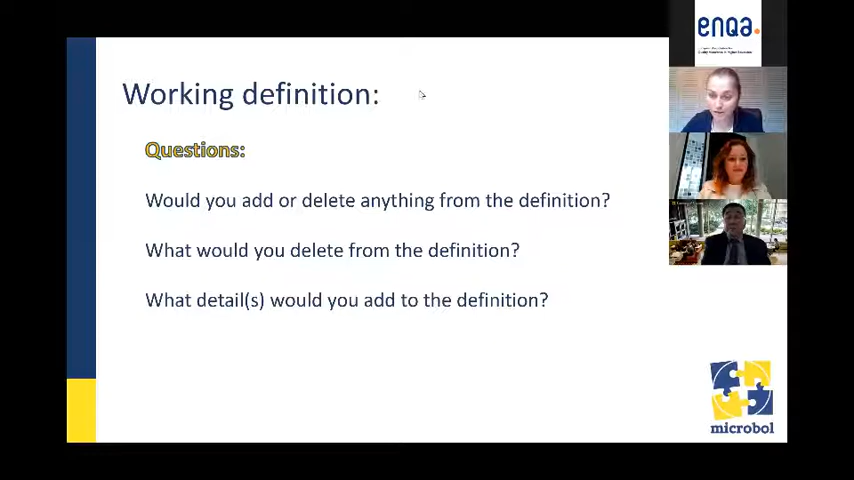 enqa.
Working definition:
Questions:
Would you add or delete anything from the definition?
What would you delete from the definition?
What detail(s) would you add to the definition?
microbol